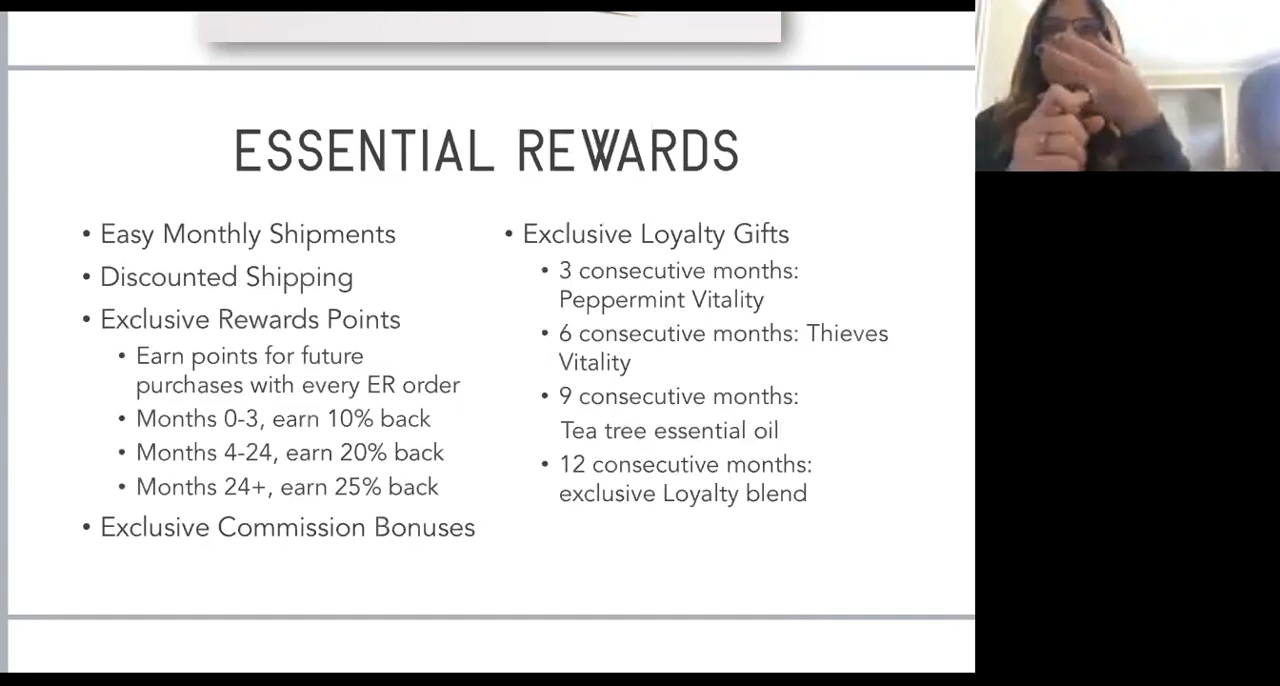 ESSENTIAL REWARDS
• Easy Monthly Shipments
• Discounted Shipping
• Exclusive Rewards Points
• Earn points for future
purchases with every ER order
• Months 0-3, earn 10% back
• Months 4-24, earn 20% back
• Months 24+, earn 25% back
• Exclusive Commission Bonuses
• Exclusive Loyalty Gifts
• 3 consecutive months:
Peppermint Vitality
• 6 consecutive months: Thieves
Vitality
• 9 consecutive months:
Tea tree essential oil
• 12 consecutive months:
exclusive Loyalty blend